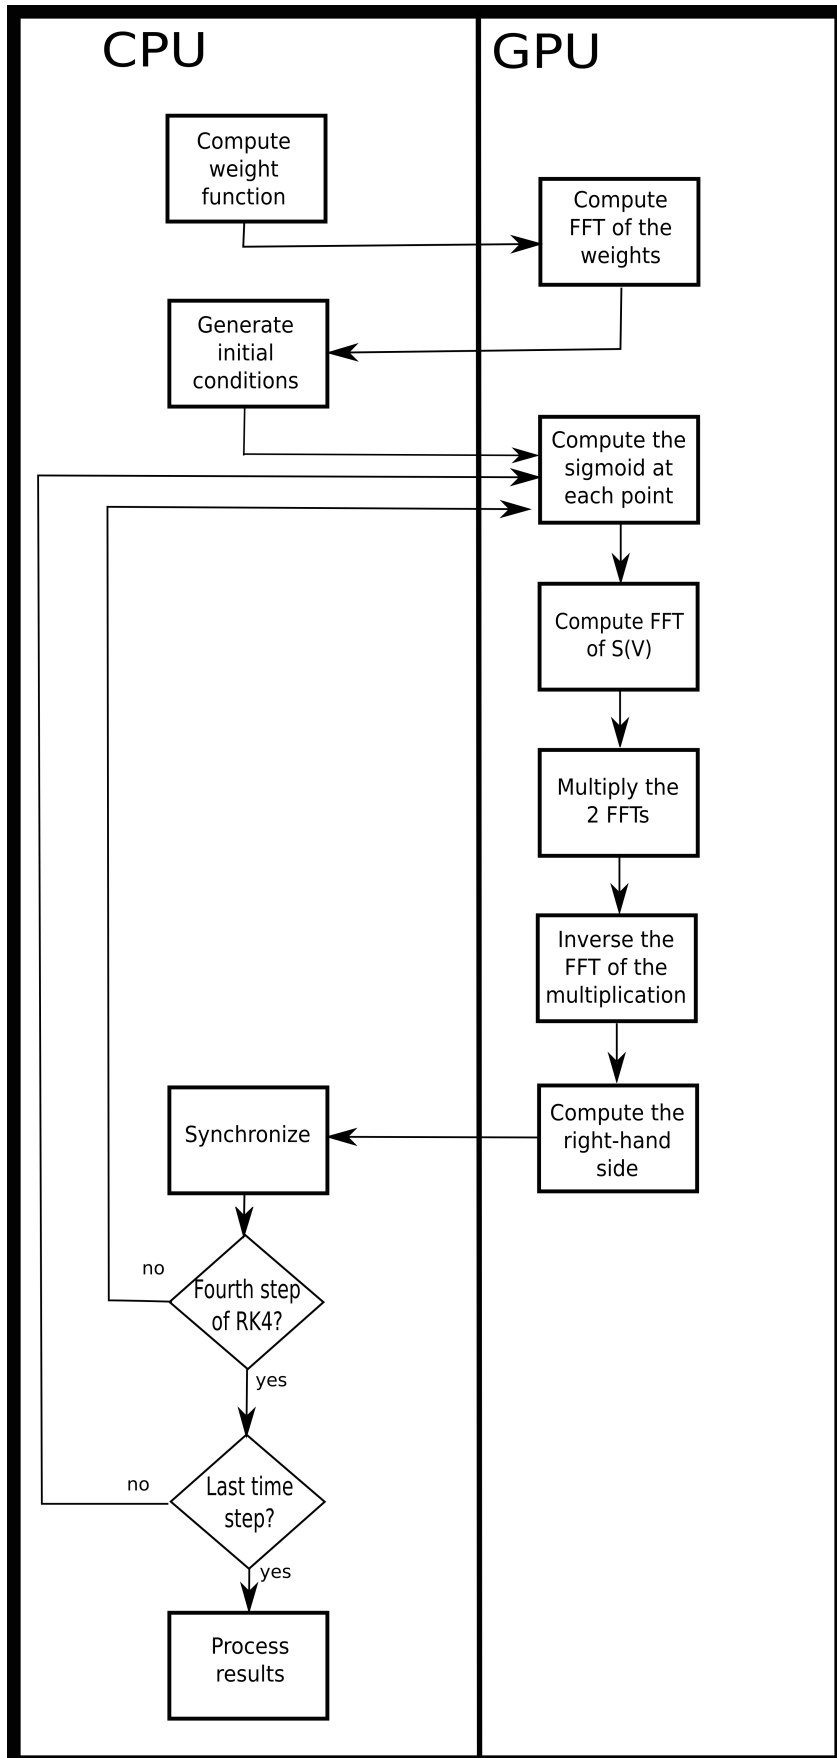 CPU
GPU
Compute
weight
function
Compute
FFT of the
weights
Generate
initial
conditions
Compute the
sigmoid at
each point
Compute FFT
of S(V)
Multiply the
2 FFTs
Inverse the
FFT of the
multiplication
Compute the
right-hand
side
Synchronize
no
Fourth step
of RK4?
yes
no
Last time
step?
yes
Process
results